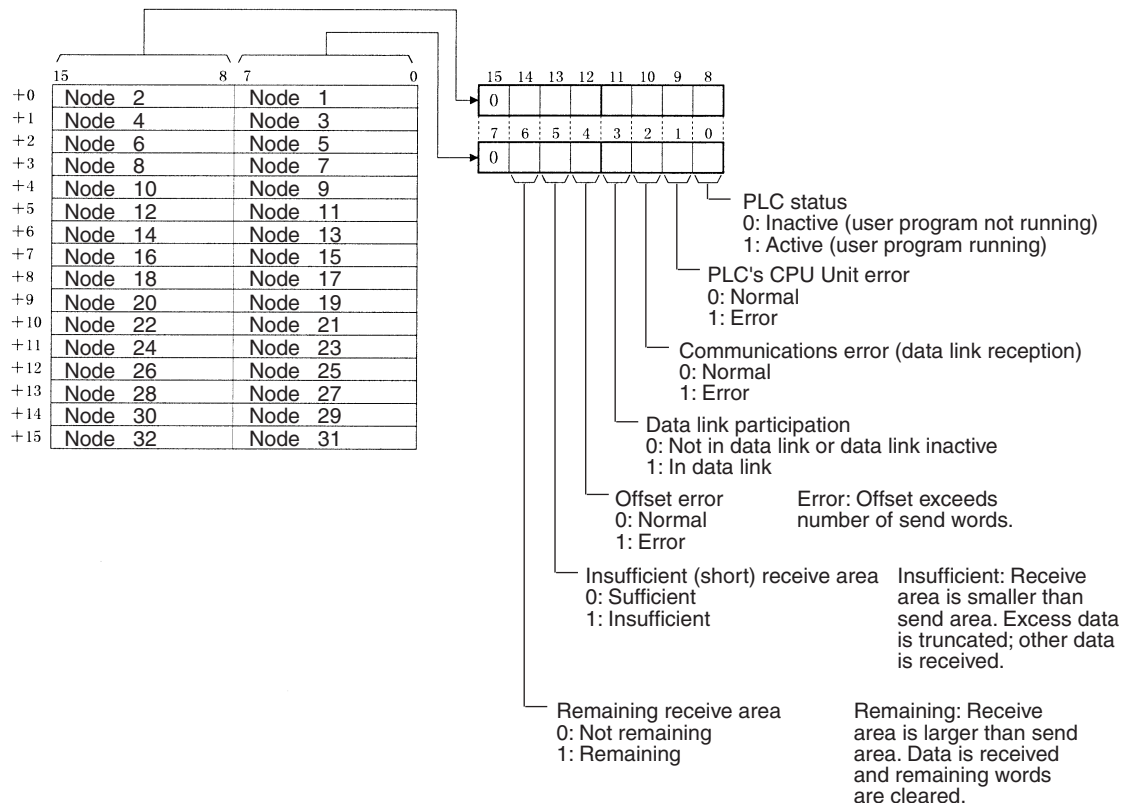 15 8 7 0
+0 Node 2 Node 1
+1 Node 4 Node 3
+2 Node 6 Node 5
+3 Node 8 Node 7
+4 Node 10 Node 9
+5 Node 12 Node 11
+6 Node 14 Node 13
+7 Node 16 Node 15
+8 Node 18 Node 17
+9 Node 20 Node 19
+10 Node 22 Node 21
+11 Node 24 Node 23
+12 Node 26 Node 25
+13 Node 28 Node 27
+14 Node 30 Node 29
+15 Node 32 Node 31
15 14 13 12 11 10 9 8
0
7 6 5 4 3 2 1 0
0
PLC status
0: Inactive (user program not running)
1: Active (user program running)
PLC's CPU Unit error
0: Normal
1: Error
Communications error (data link reception)
0: Normal
1: Error
Data link participation
0: Not in data link or data link inactive
1: In data link
Offset error
0: Normal
1: Error
Error: Offset exceeds
number of send words.
Insufficient (short) receive area
0: Sufficient
1: Insufficient
Insufficient: Receive
area is smaller than
send area. Excess data
is truncated; other data
is received.
Remaining receive area
0: Not remaining
1: Remaining
Remaining: Receive
area is larger than send
area. Data is received
and remaining words
are cleared.